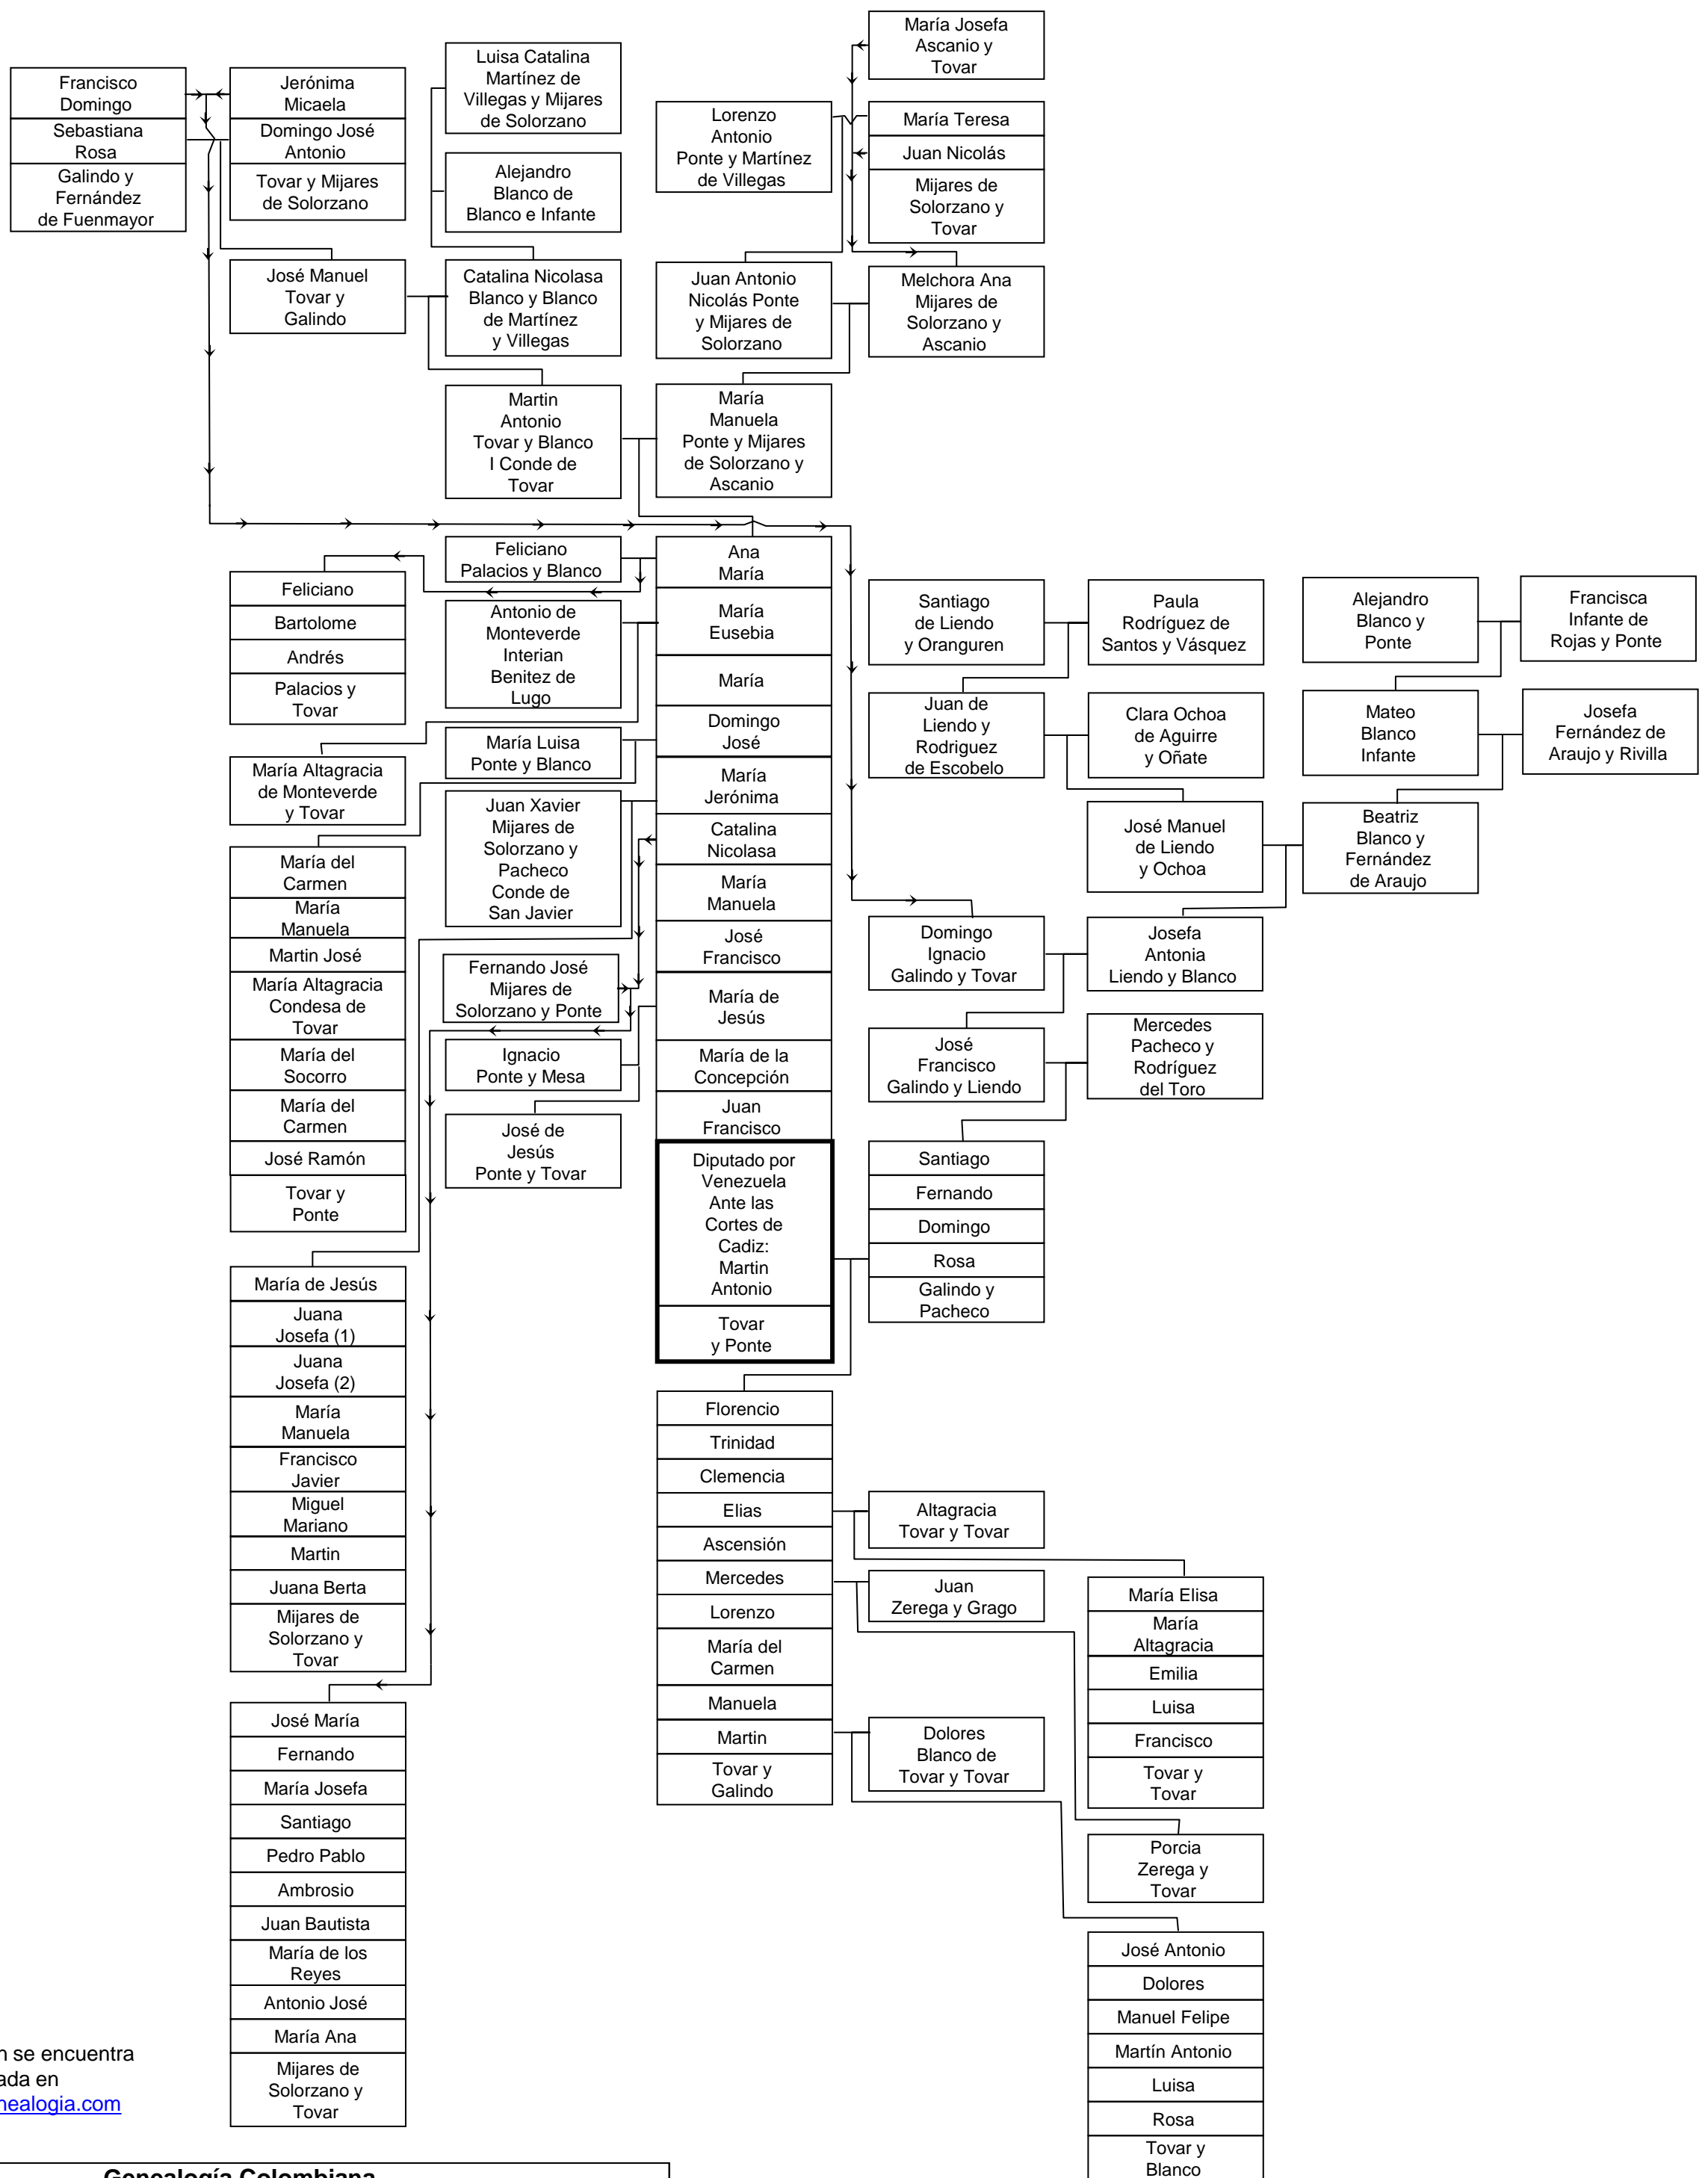 María Josefa
Ascanio y
Tovar
Luisa Catalina
Martínez de
Villegas y Mijares
de Solorzano
Francisco
Domingo
Sebastiana
Rosa
Galindo y
Fernández
de Fuenmayor
Jerónima
Micaela
Domingo José
Antonio
Tovar y Mijares
de Solorzano
Alejandro
Blanco de
Blanco e Infante
Lorenzo
Antonio
Ponte y Martínez
de Villegas
María Teresa
Juan Nicolás
Mijares de
Solorzano y
Tovar
José Manuel
Tovar y
Galindo
Catalina Nicolasa
Blanco y Blanco
de Martínez
y Villegas
Juan Antonio
Nicolás Ponte
y Mijares de
Solorzano
Melchora Ana
Mijares de
Solorzano y
Ascanio
Martin
Antonio
Tovar y Blanco
I Conde de
Tovar
María
Manuela
Ponte y Mijares
de Solorzano y
Ascanio
Feliciano
Palacios y Blanco
Feliciano
Bartolome
Andrés
Palacios y
Tovar
Antonio de
Monteverde
Interian
Benitez de
Lugo
María Luisa
Ponte y Blanco
María Altagracia
de Monteverde
y Tovar
Juan Xavier
Mijares de
Solorzano y
Pacheco
Conde de
San Javier
María del
Carmen
María
Manuela
Martin José
María Altagracia
Condesa de
Tovar
María del
Socorro
María del
Carmen
José Ramón
Tovar y
Ponte
Fernando José
Mijares de
Solorzano y Ponte
Ignacio
Ponte y Mesa
José de
Jesús
Ponte y Tovar
Ana
María
María
Eusebia
María
Domingo
José
María
Jerónima
Catalina
Nicolasa
María
Manuela
José
Francisco
María de
Jesús
María de la
Concepción
Juan
Francisco
Diputado por
Venezuela
Ante las
Cortes de
Cadiz:
Martin
Antonio
Tovar
y Ponte
Santiago
de Liendo
y Oranguren
Paula
Rodríguez de
Santos y Vásquez
Alejandro
Blanco y
Ponte
Francisca
Infante de
Rojas y Ponte
Juan de
Liendo y
Rodriguez
de Escobelo
Clara Ochoa
de Aguirre
y Oñate
Mateo
Blanco
Infante
Josefa
Fernández de
Araujo y Rivilla
José Manuel
de Liendo
y Ochoa
Beatriz
Blanco y
Fernández
de Araujo
Domingo
Ignacio
Galindo y Tovar
Josefa
Antonia
Liendo y Blanco
José
Francisco
Galindo y Liendo
Mercedes
Pacheco y
Rodríguez
del Toro
Santiago
Fernando
Domingo
Rosa
Galindo y
Pacheco
María de Jesús
Juana
Josefa (1)
Juana
Josefa (2)
María
Manuela
Francisco
Javier
Miguel
Mariano
Martin
Juana Berta
Mijares de
Solorzano y
Tovar
Florencio
Trinidad
Clemencia
Elias
Ascensión
Mercedes
Lorenzo
María del
Carmen
Manuela
Martin
Tovar y
Galindo
Altagracia
Tovar y Tovar
Juan
Zerega y Grago
Dolores
Blanco de
Tovar y Tovar
María Elisa
María
Altagracia
Emilia
Luisa
Francisco
Tovar y
Tovar
Porcia
Zerega y
Tovar
José María
Fernando
María Josefa
Santiago
Pedro Pablo
Ambrosio
Juan Bautista
María de los
Reyes
Antonio José
María Ana
Mijares de
Solorzano y
Tovar
José Antonio
Dolores
Manuel Felipe
Martín Antonio
Luisa
Rosa
Tovar y
Blanco
n se encuentra
ada en
nealogia.com
Genealogía Colombiana